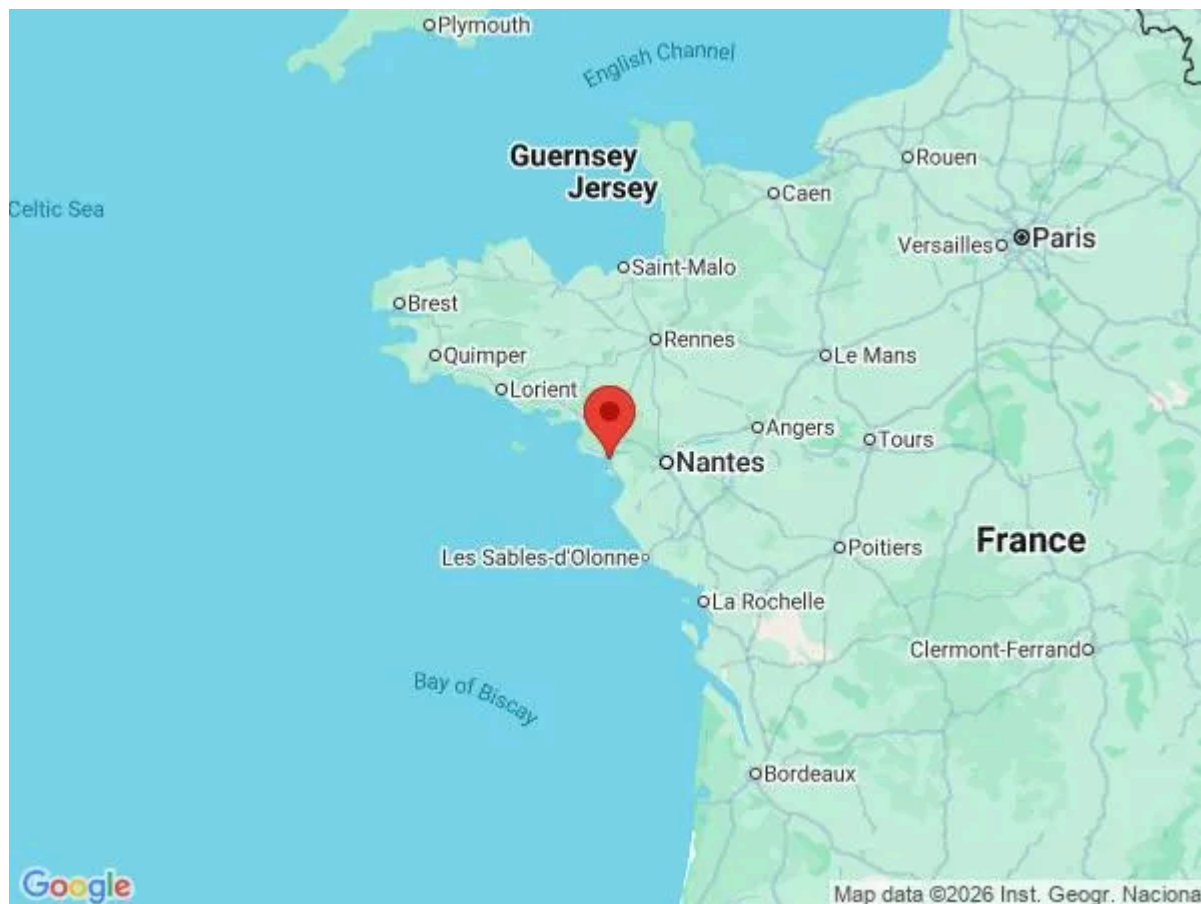 Plymouth
English Channel
Guernsey
Jersey
Rouen
Caen
Celtic Sea
Versailles
Paris
Saint-Malo
Brest
Rennes
Quimper
Le Mans
Lorient
Angers
Tours
Nantes
France
Poitiers
Les Sables-d'Olonne
La Rochelle
Clermont-Ferrand
Bay of Biscay
Bordeaux
Google
Map data ©2026 Inst. Geogr. Naciona